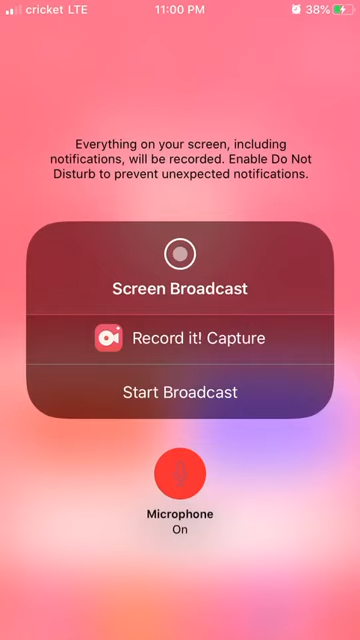 cricket LTE 11:00 PM 38%
Everything on your screen, including
notifications, will be recorded. Enable Do Not
Disturb to prevent unexpected notifications.
Screen Broadcast
Record it! Capture
Start Broadcast
Microphone
On